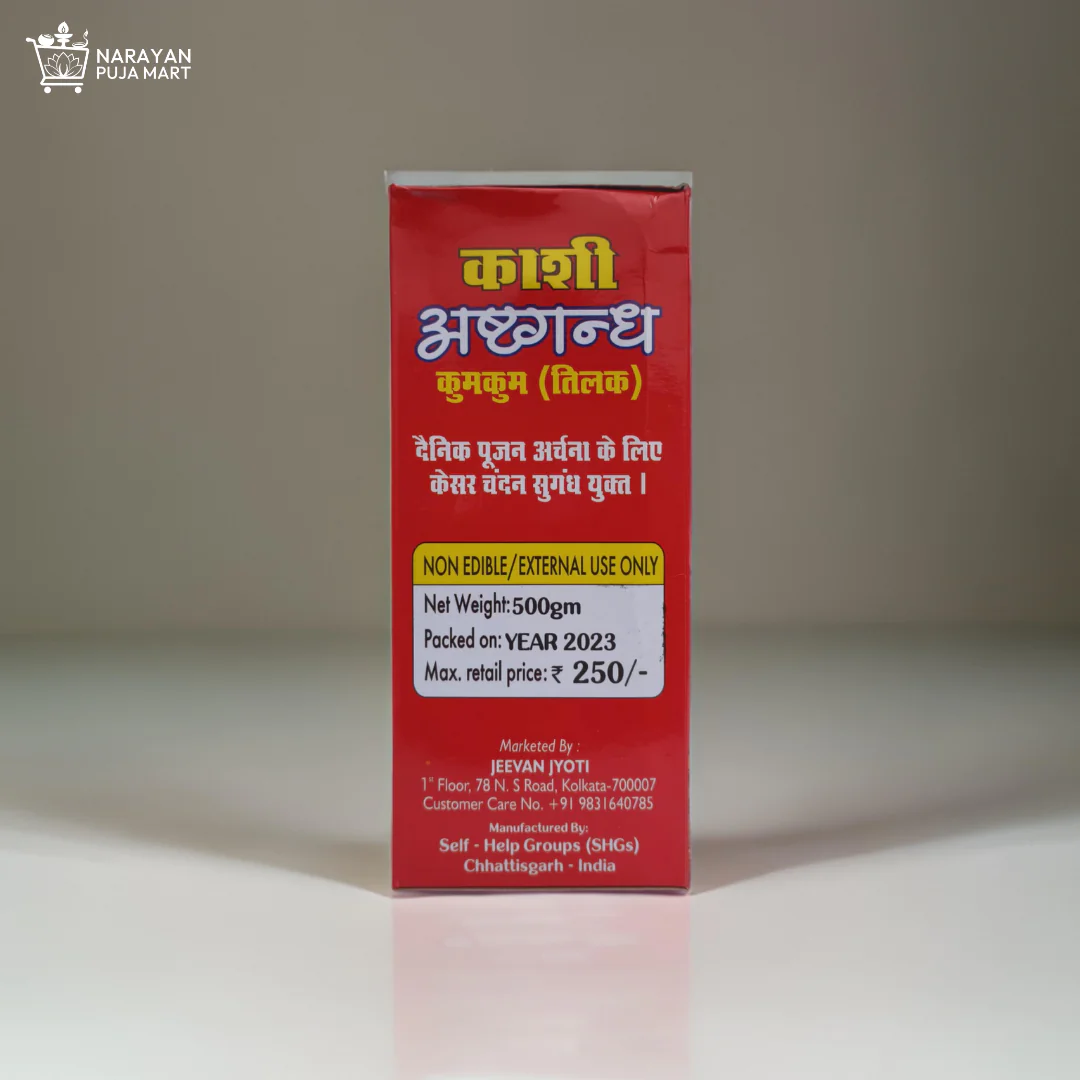 NARAYAN
PUJA MART
काशी
अष्टगन्ध
कुमकुम (तिलक)
दैनिक पूजन अर्चना के लिए
केसर चंदन सुगंध युक्त ।
NON EDIBLE/EXTERNAL USE ONLY
Net Weight: 500gm
Packed on: YEAR 2023
Max. retail price: ₹ 250/-
Marketed By :
JEEVAN JYOTI
1st Floor, 78 N. S Road, Kolkata-700007
Customer Care No. +91 9831640785
Manufactured By:
Self - Help Groups (SHGs)
Chhattisgarh - India